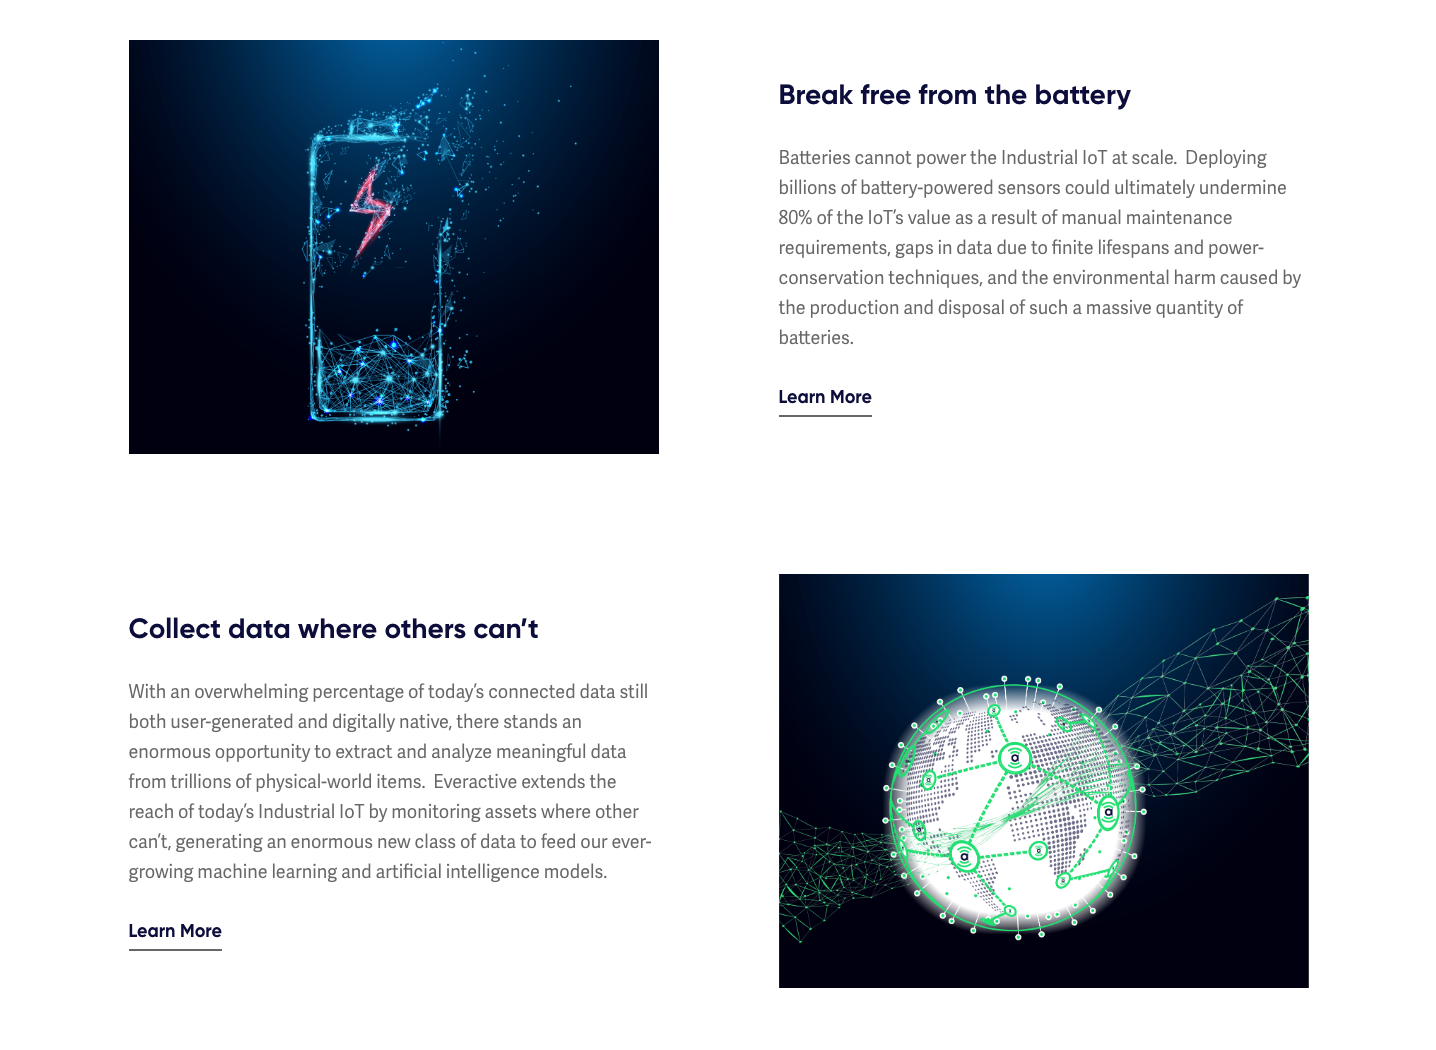 Break free from the battery
Batteries cannot power the Industrial IoT at scale.  Deploying
billions of battery-powered sensors could ultimately undermine
80% of the IoT’s value as a result of manual maintenance
requirements, gaps in data due to finite lifespans and power-
conservation techniques, and the environmental harm caused by
the production and disposal of such a massive quantity of
batteries.
Learn More
Collect data where others can’t
With an overwhelming percentage of today’s connected data still
both user-generated and digitally native, there stands an
enormous opportunity to extract and analyze meaningful data
from trillions of physical-world items.  Everactive extends the
reach of today’s Industrial IoT by monitoring assets where other
can’t, generating an enormous new class of data to feed our ever-
growing machine learning and artificial intelligence models.
Learn More
a
a
a